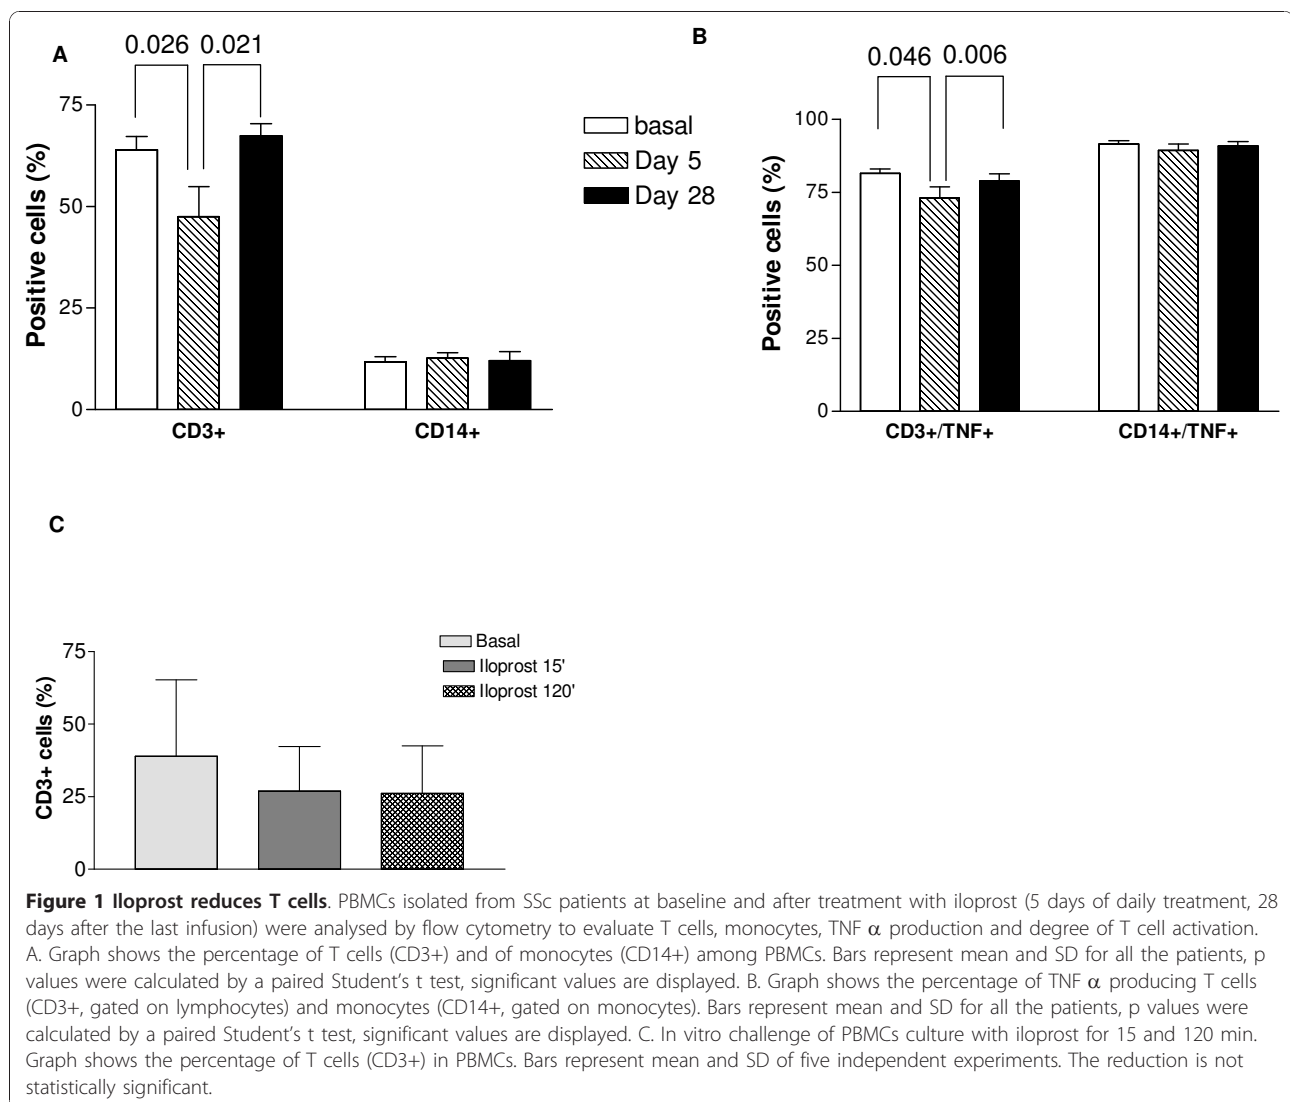 A
0.026 0.021
75
50
25
0
Positive cells (%)
CD3+ CD14+
basal
Day 5
Day 28
B
0.046 0.006
100
75
50
25
0
Positive cells (%)
CD3+/TNF+ CD14+/TNF+
C
75
50
25
0
CD3+ cells (%)
Basal
Iloprost 15'
Iloprost 120'
Figure 1 Iloprost reduces T cells. PBMCs isolated from SSc patients at baseline and after treatment with iloprost (5 days of daily treatment, 28
days after the last infusion) were analysed by flow cytometry to evaluate T cells, monocytes, TNF α production and degree of T cell activation.
A. Graph shows the percentage of T cells (CD3+) and of monocytes (CD14+) among PBMCs. Bars represent mean and SD for all the patients, p
values were calculated by a paired Student's t test, significant values are displayed. B. Graph shows the percentage of TNF α producing T cells
(CD3+, gated on lymphocytes) and monocytes (CD14+, gated on monocytes). Bars represent mean and SD for all the patients, p values were
calculated by a paired Student's t test, significant values are displayed. C. In vitro challenge of PBMCs culture with iloprost for 15 and 120 min.
Graph shows the percentage of T cells (CD3+) in PBMCs. Bars represent mean and SD of five independent experiments. The reduction is not
statistically significant.